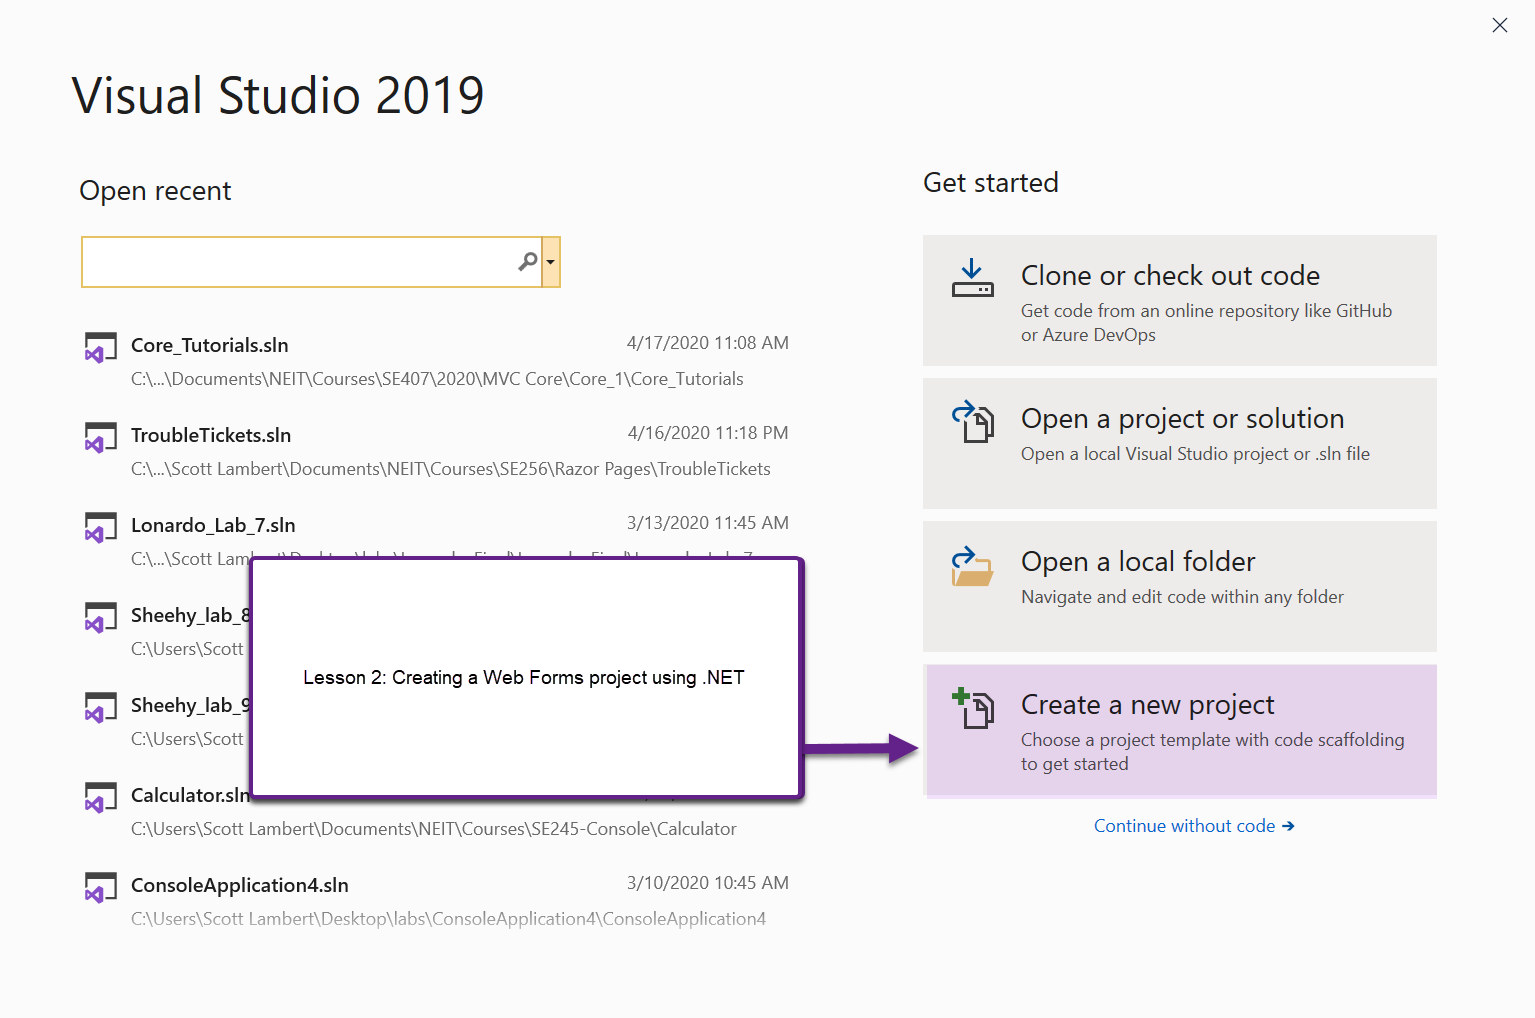 Visual Studio 2019
Open recent
Core_Tutorials.sln
4/17/2020 11:08 AM
C:\...\Documents\NEIT\Courses\SE407\2020\MVC Core\Core_1\Core_Tutorials
TroubleTickets.sln
4/16/2020 11:18 PM
C:\...\Scott Lambert\Documents\NEIT\Courses\SE256\Razor Pages\TroubleTickets
Lonardo_Lab_7.sln
3/13/2020 11:45 AM
C:\...\Scott
Sheehy_lab_8
C:\Users\Scott
Sheehy_lab_9
C:\Users\Scott
Calculator.sln
C:\Users\Scott Lambert\Documents\NEIT\Courses\SE245-Console\Calculator
ConsoleApplication4.sln
3/10/2020 10:45 AM
C:\Users\Scott Lambert\Desktop\labs\ConsoleApplication4\ConsoleApplication4
Lesson 2: Creating a Web Forms project using .NET
Get started
Clone or check out code
Get code from an online repository like GitHub
or Azure DevOps
Open a project or solution
Open a local Visual Studio project or .sln file
Open a local folder
Navigate and edit code within any folder
Create a new project
Choose a project template with code scaffolding
to get started
Continue without code